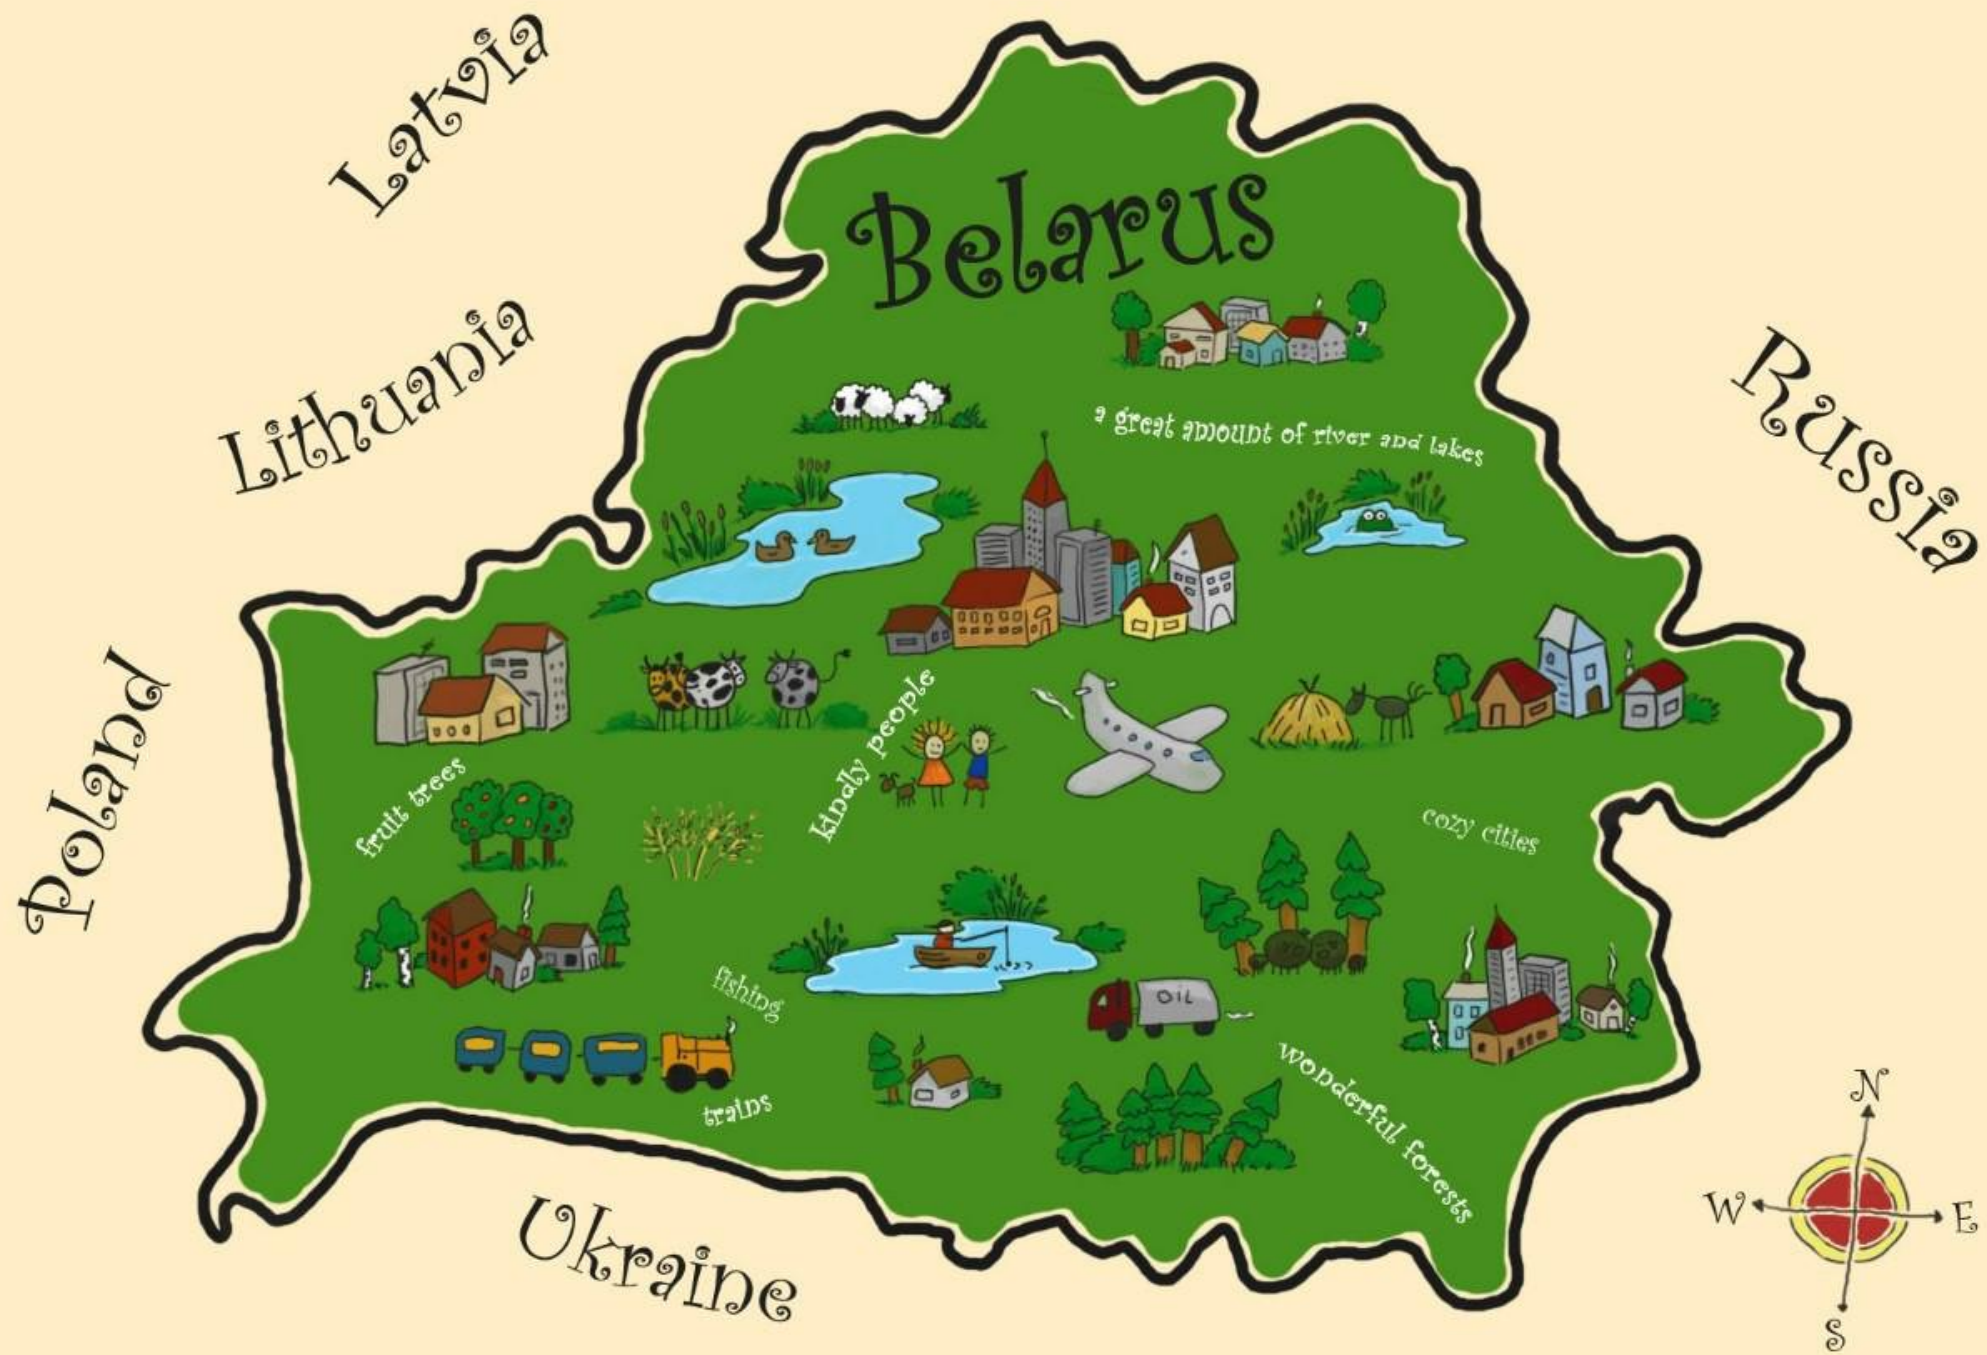 Latvia
Belarus
Lithuania
Russia
a great amount of river and lakes
Poland
kindly people
fruit trees
cozy cities
fishing
OIL
trains
wonderful forests
Ukraine
N
W
E
S